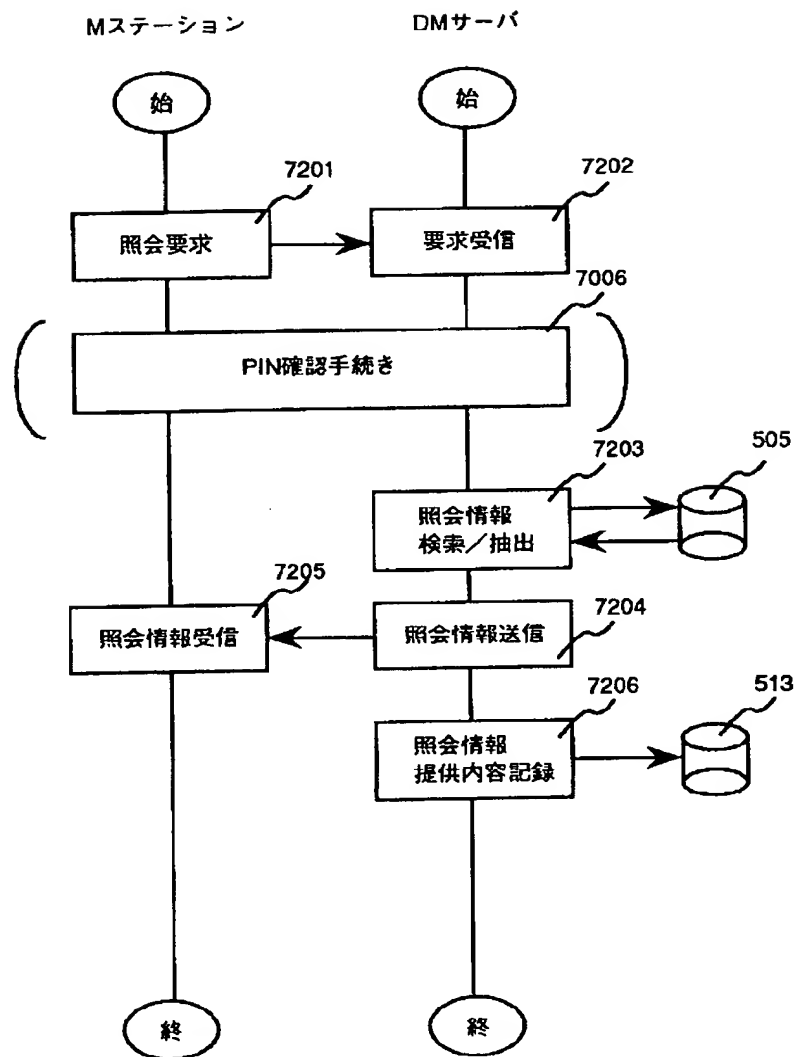 Mステーション
DMサーバ
始
始
7201
7202
照会要求
要求受信
7006
PIN確認手続き
7203
505
照会情報
検索／抽出
7205
7204
照会情報受信
照会情報送信
7206
513
照会情報
提供内容記録
終
終